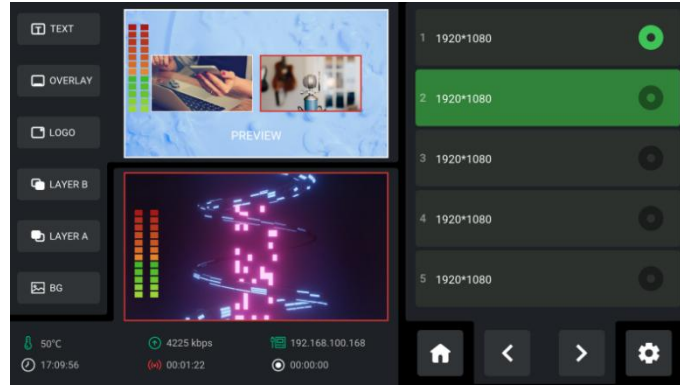 TEXT
OVERLAY
LOGO
LAYER B
LAYER A
BG
PREVIEW
50°C
4225 kbps
192.168.100.168
17:09:56
00:01:22
00:00:00
1 1920*1080
2 1920*1080
3 1920*1080
4 1920*1080
5 1920*1080